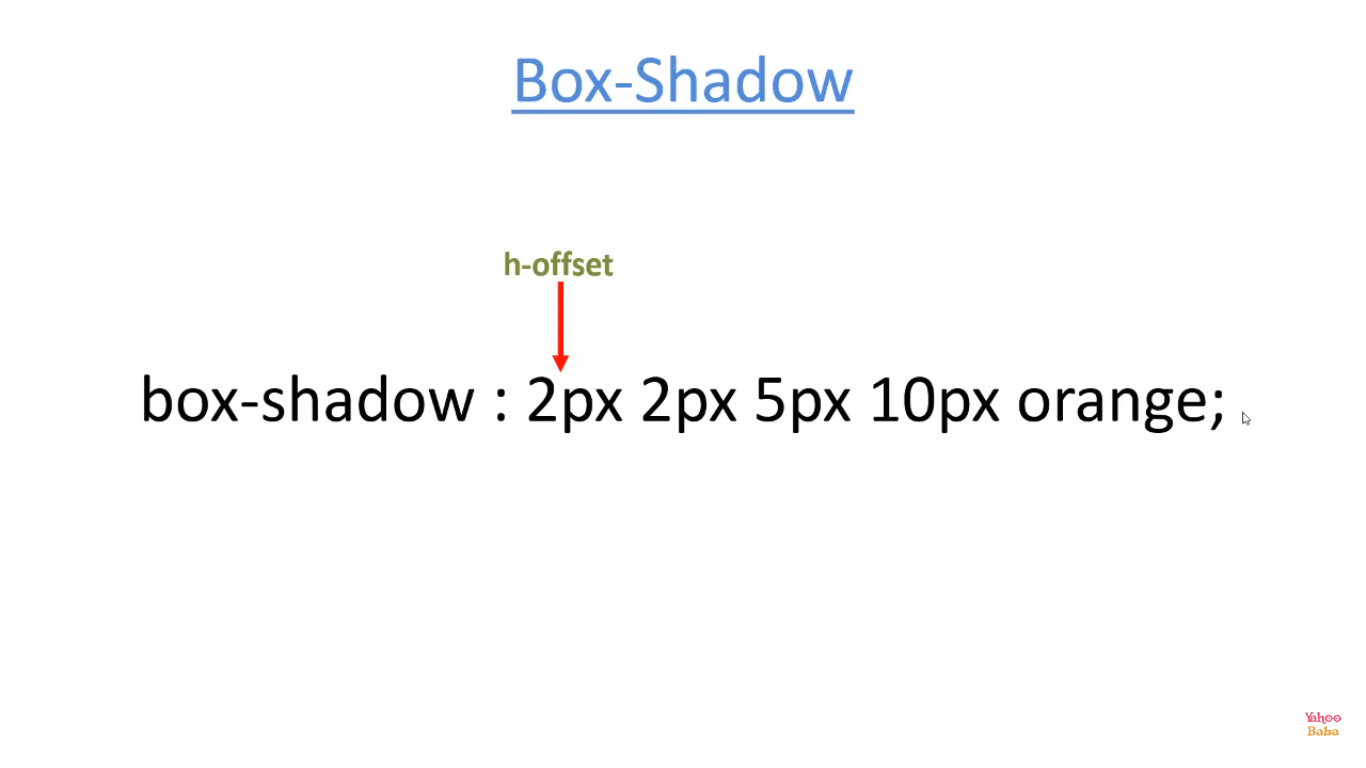 Box-Shadow
h-offset
box-shadow : 2px 2px 5px 10px orange;
Yahoo
Baba